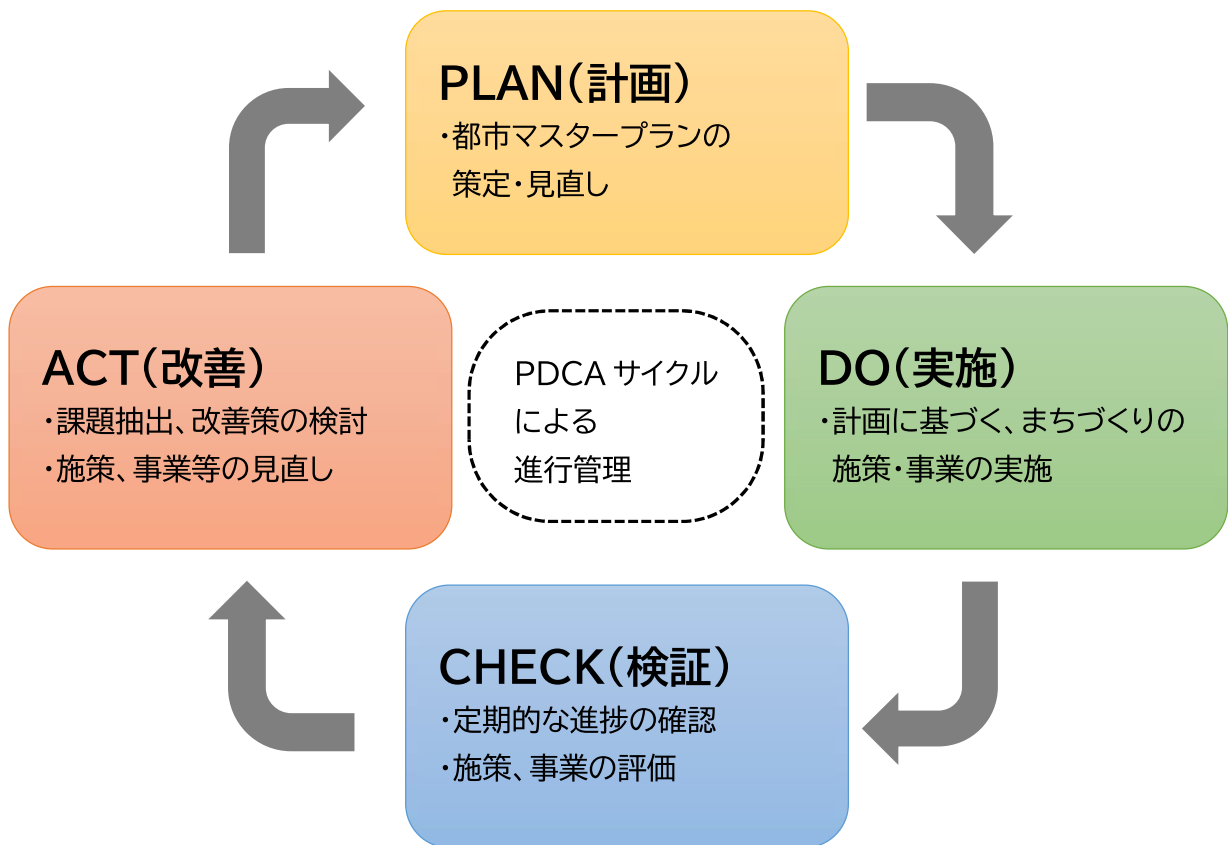 PLAN(計画)
・都市マスタープランの
策定・見直し
ACT(改善)
・課題抽出、改善策の検討
・施策、事業等の見直し
PDCA サイクル
による
進行管理
DO(実施)
・計画に基づく、まちづくりの
施策・事業の実施
CHECK(検証)
・定期的な進捗の確認
・施策、事業の評価